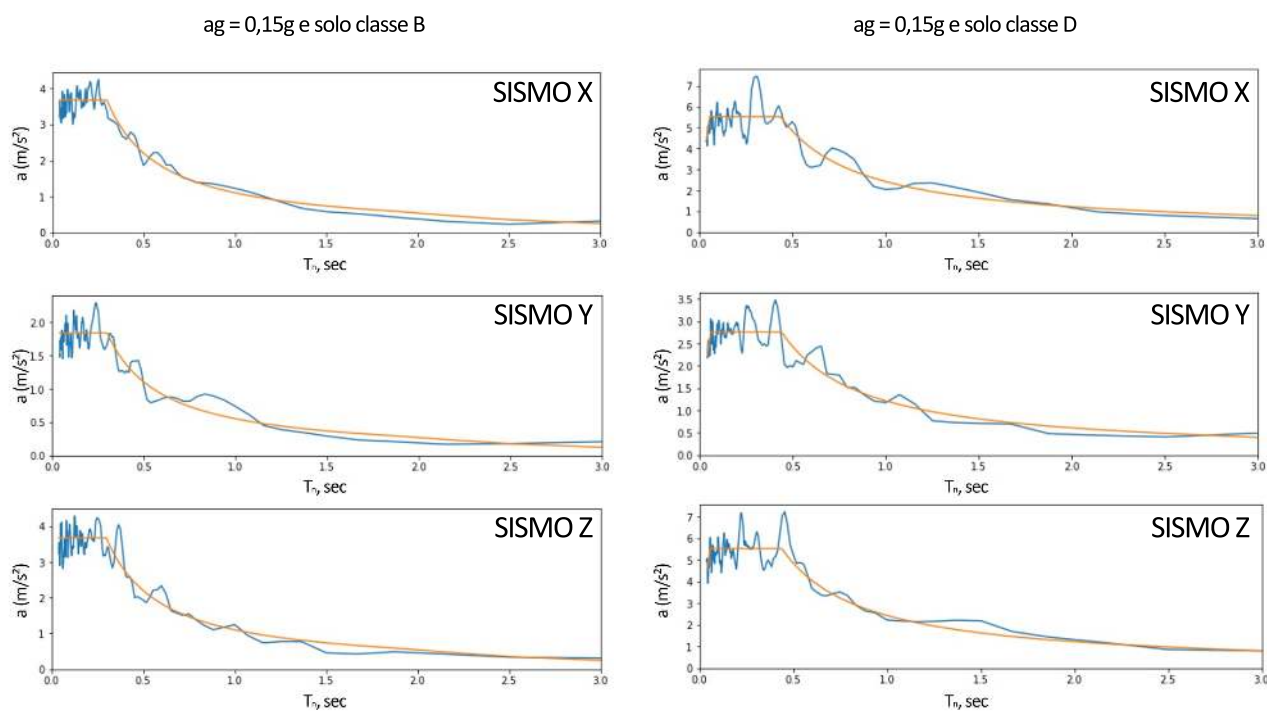 ag = 0,15g e solo classe B
SISMO X
a (m/s²)
4
3
2
1
0
0.0 0.5 1.0 1.5 2.0 2.5 3.0
Tₙ, sec
SISMO Y
a (m/s²)
2.0
1.5
1.0
0.5
0.0
0.0 0.5 1.0 1.5 2.0 2.5 3.0
Tₙ, sec
SISMO Z
a (m/s²)
4
3
2
1
0
0.0 0.5 1.0 1.5 2.0 2.5 3.0
Tₙ, sec
ag = 0,15g e solo classe D
SISMO X
a (m/s²)
7
6
5
4
3
2
1
0
0.0 0.5 1.0 1.5 2.0 2.5 3.0
Tₙ, sec
SISMO Y
a (m/s²)
3.5
3.0
2.5
2.0
1.5
1.0
0.5
0.0
0.0 0.5 1.0 1.5 2.0 2.5 3.0
Tₙ, sec
SISMO Z
a (m/s²)
7
6
5
4
3
2
1
0
0.0 0.5 1.0 1.5 2.0 2.5 3.0
Tₙ, sec